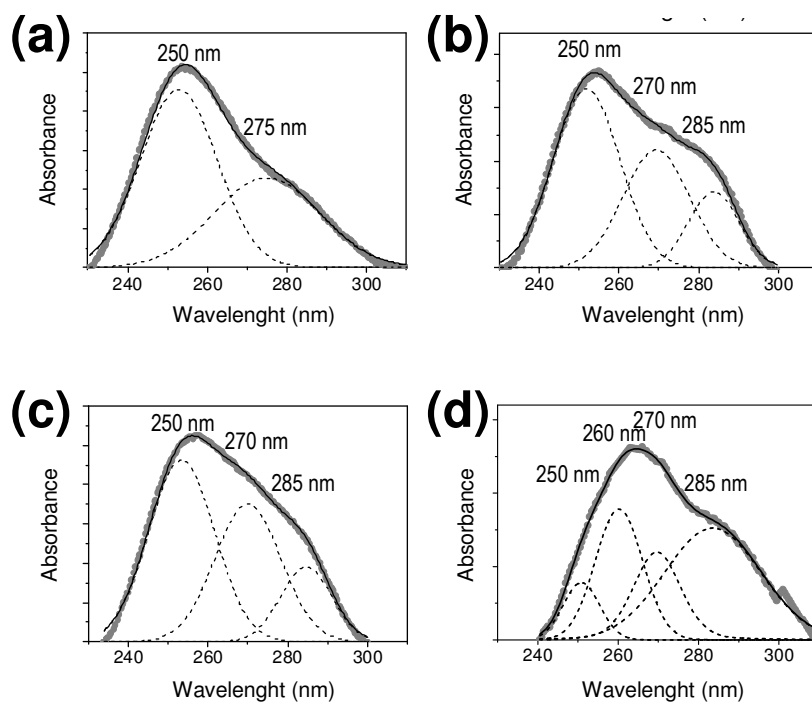 (a)
250 nm
275 nm
Absorbance
240 260 280 300
Wavelenght (nm)
(b)
250 nm
270 nm
285 nm
Absorbance
240 260 280 300
Wavelenght (nm)
(c)
250 nm
270 nm
285 nm
Absorbance
240 260 280 300
Wavelenght (nm)
(d)
270 nm
260 nm
250 nm
285 nm
Absorbance
240 260 280 300
Wavelenght (nm)